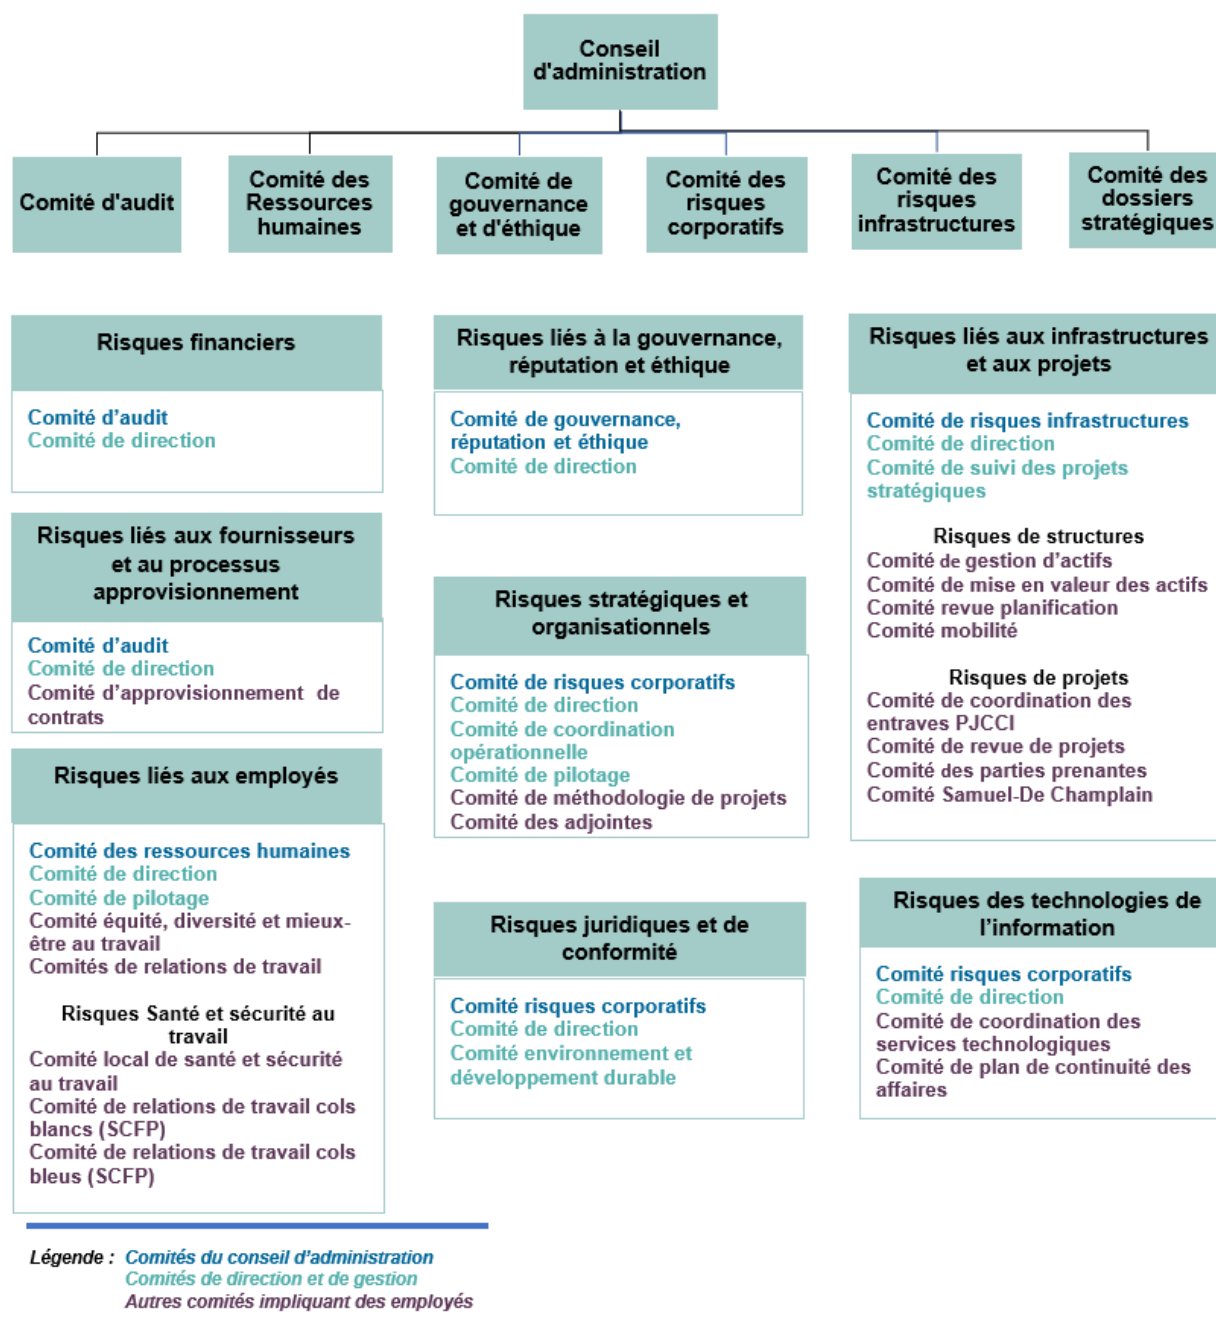 Conseil
d'administration
Comité d'audit
Comité des
Ressources
humaines
Comité de
gouvernance
et d'éthique
Comité des
risques
corporatifs
Comité des
risques
infrastructures
Comité des
dossiers
stratégiques
Risques financiers
Comité d’audit
Comité de direction
Risques liés aux fournisseurs
et au processus
approvisionnement
Comité d’audit
Comité de direction
Comité d’approvisionnement de
contrats
Risques liés aux employés
Comité des ressources humaines
Comité de direction
Comité de pilotage
Comité équité, diversité et mieux-
être au travail
Comités de relations de travail
Risques Santé et sécurité au
travail
Comité local de santé et sécurité
au travail
Comité de relations de travail cols
blancs (SCFP)
Comité de relations de travail cols
bleus (SCFP)
Risques liés à la gouvernance,
réputation et éthique
Comité de gouvernance,
réputation et éthique
Comité de direction
Risques stratégiques et
organisationnels
Comité de risques corporatifs
Comité de direction
Comité de coordination
opérationnelle
Comité de pilotage
Comité de méthodologie de projets
Comité des adjointes
Risques juridiques et de
conformité
Comité risques corporatifs
Comité de direction
Comité environnement et
développement durable
Risques liés aux infrastructures
et aux projets
Comité de risques infrastructures
Comité de direction
Comité de suivi des projets
stratégiques
Risques de structures
Comité de gestion d’actifs
Comité de mise en valeur des actifs
Comité revue planification
Comité mobilité
Risques de projets
Comité de coordination des
entraves PJCCI
Comité de revue de projets
Comité des parties prenantes
Comité Samuel-De Champlain
Risques des technologies de
l’information
Comité risques corporatifs
Comité de direction
Comité de coordination des
services technologiques
Comité de plan de continuité des
affaires
Légende : Comités du conseil d’administration
Comités de direction et de gestion
Autres comités impliquant des employés